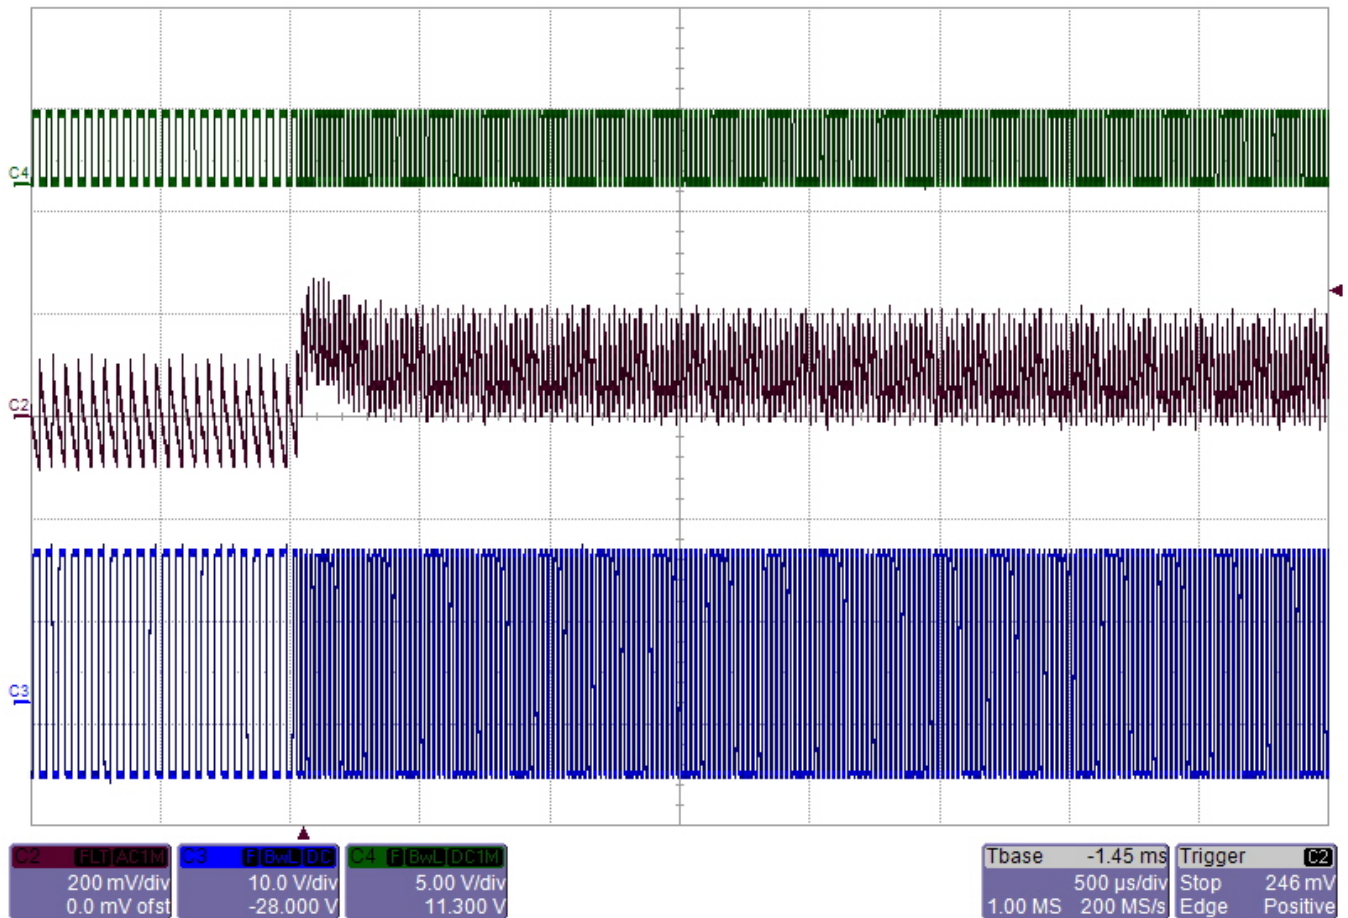 C4
C2
C3
C2 FLT AC1M
200 mV/div
0.0 mV ofst
C3 F BwL DC
10.0 V/div
-28.000 V
C4 F BwL DC1M
5.00 V/div
11.300 V
Tbase -1.45 ms
500 µs/div
1.00 MS 200 MS/s
Trigger C2
Stop 246 mV
Edge Positive